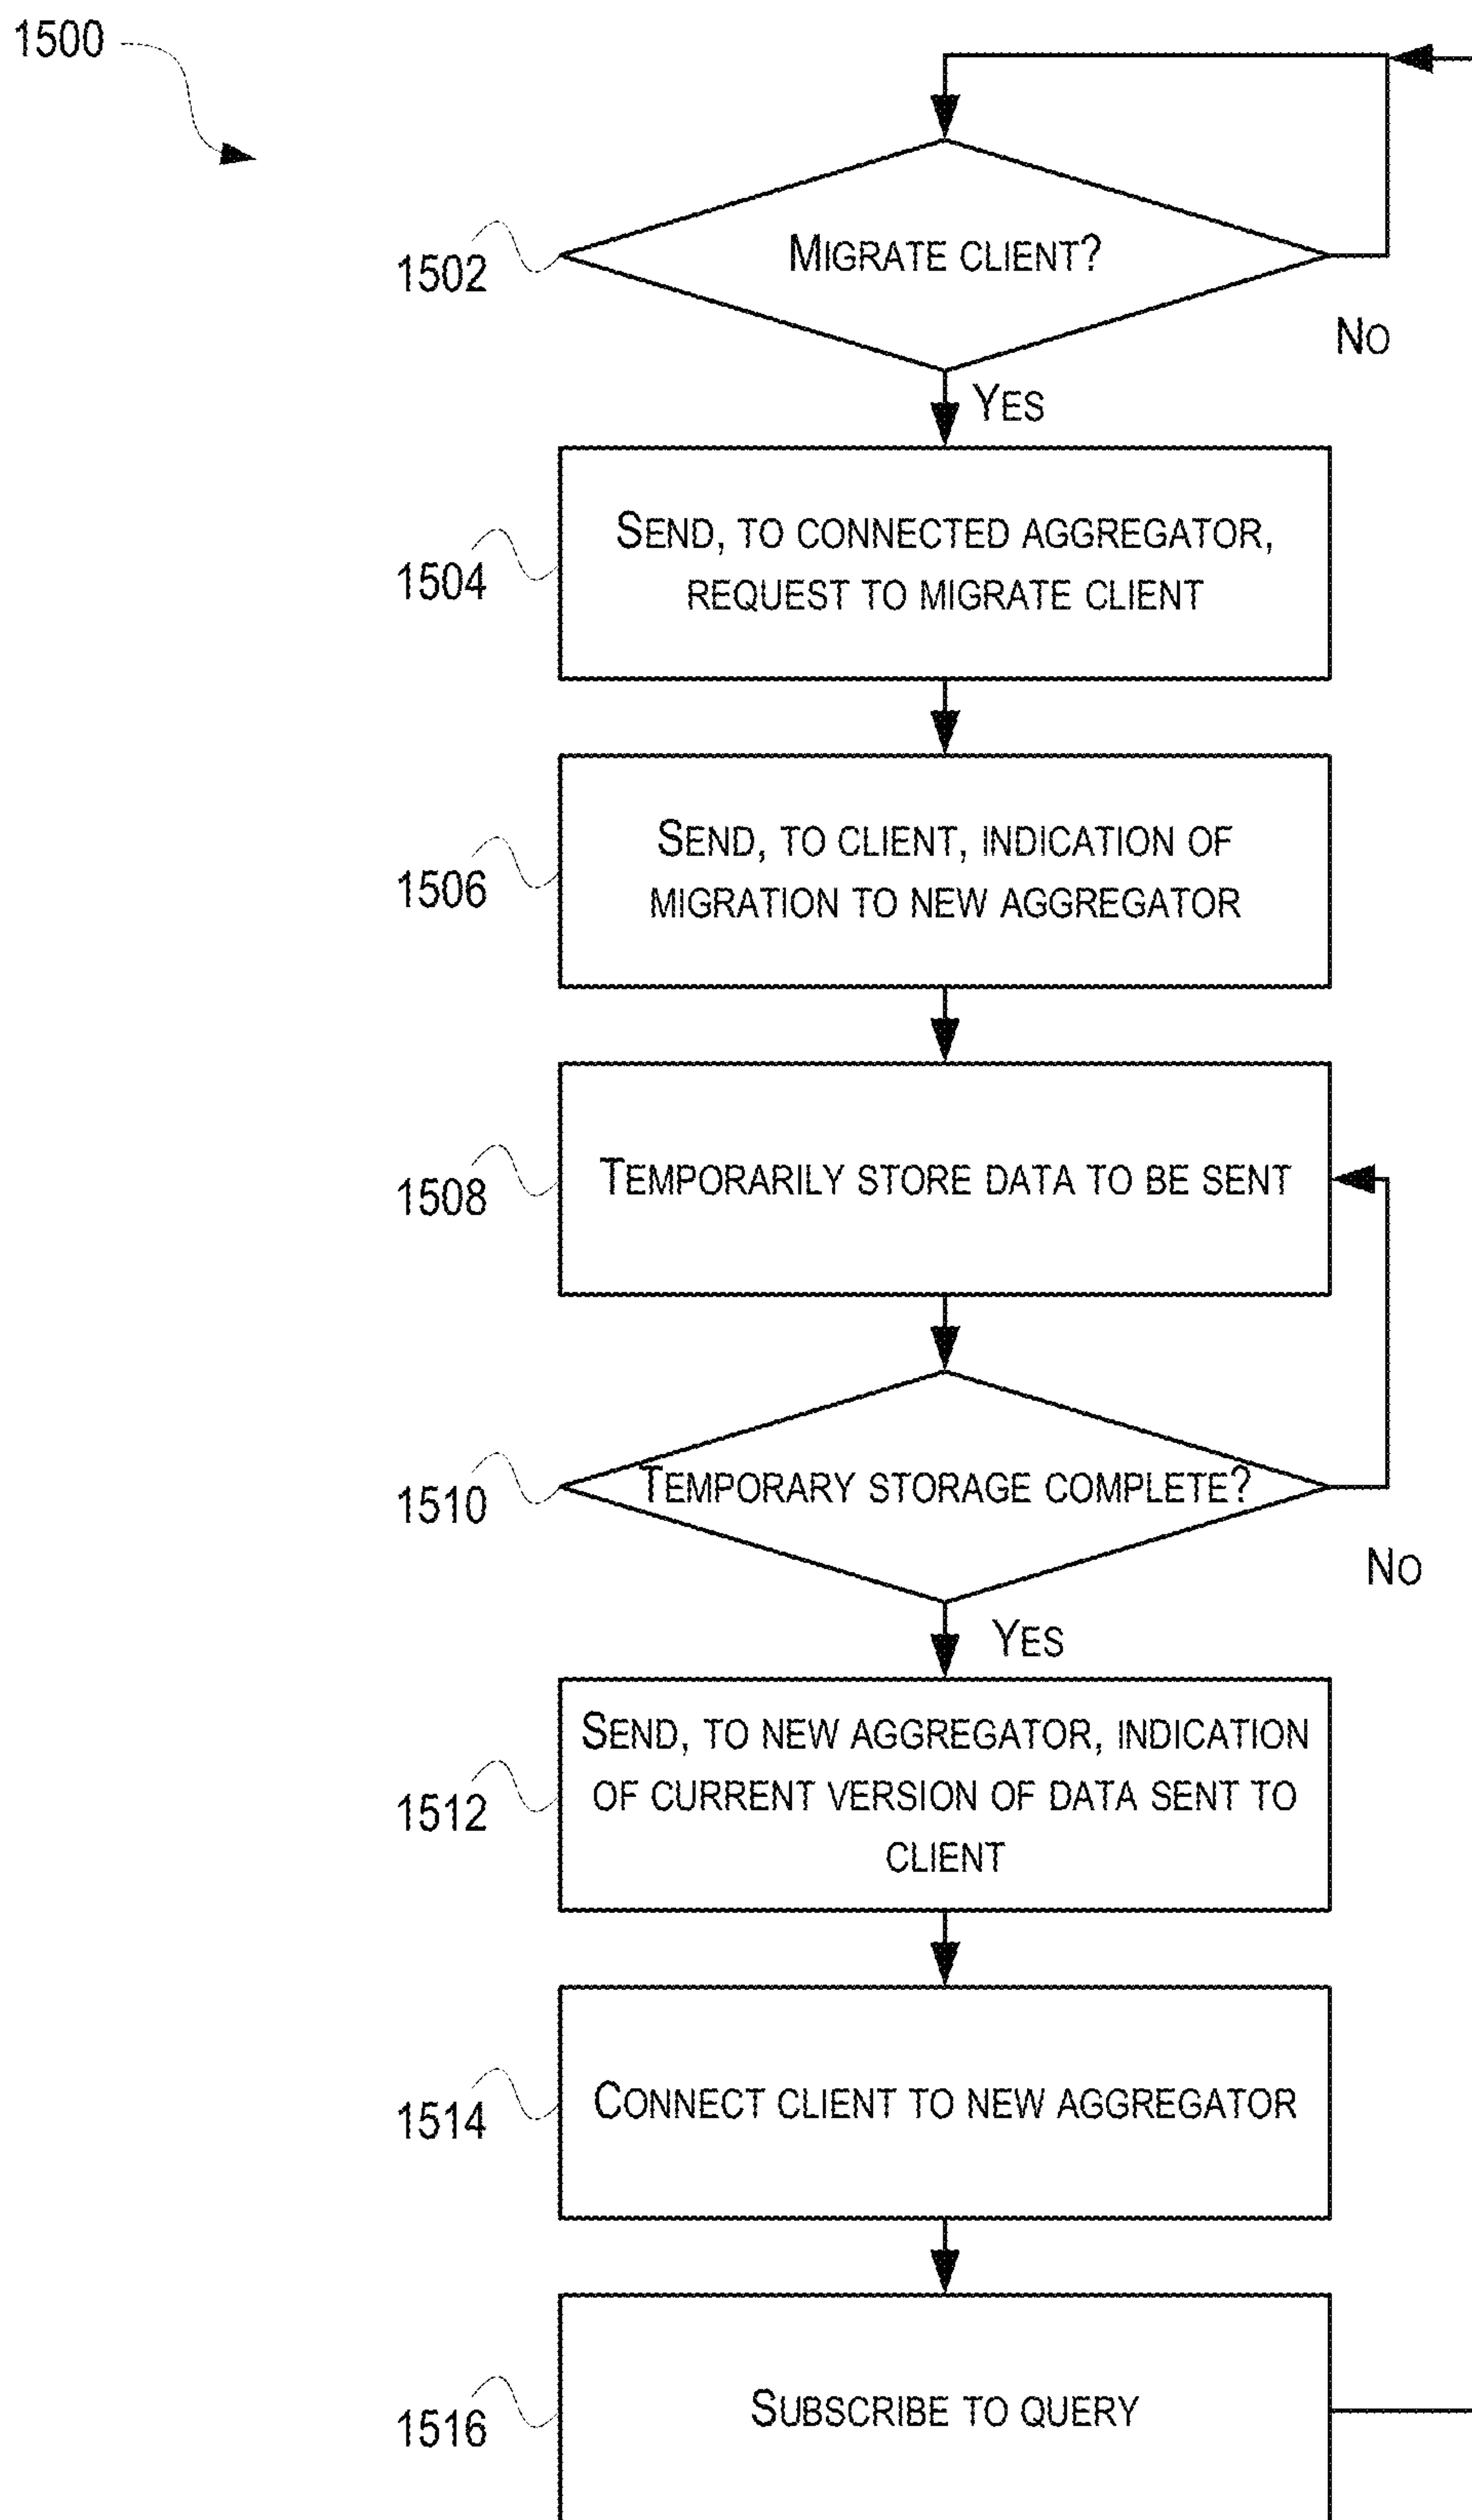 1500
MIGRATE CLIENT?
1502
NO
YES
SEND, TO CONNECTED AGGREGATOR,
REQUEST TO MIGRATE CLIENT
1504
SEND, TO CLIENT, INDICATION OF
MIGRATION TO NEW AGGREGATOR
1506
TEMPORARILY STORE DATA TO BE SENT
1508
TEMPORARY STORAGE COMPLETE?
1510
NO
YES
SEND, TO NEW AGGREGATOR, INDICATION
OF CURRENT VERSION OF DATA SENT TO
CLIENT
1512
CONNECT CLIENT TO NEW AGGREGATOR
1514
SUBSCRIBE TO QUERY
1516